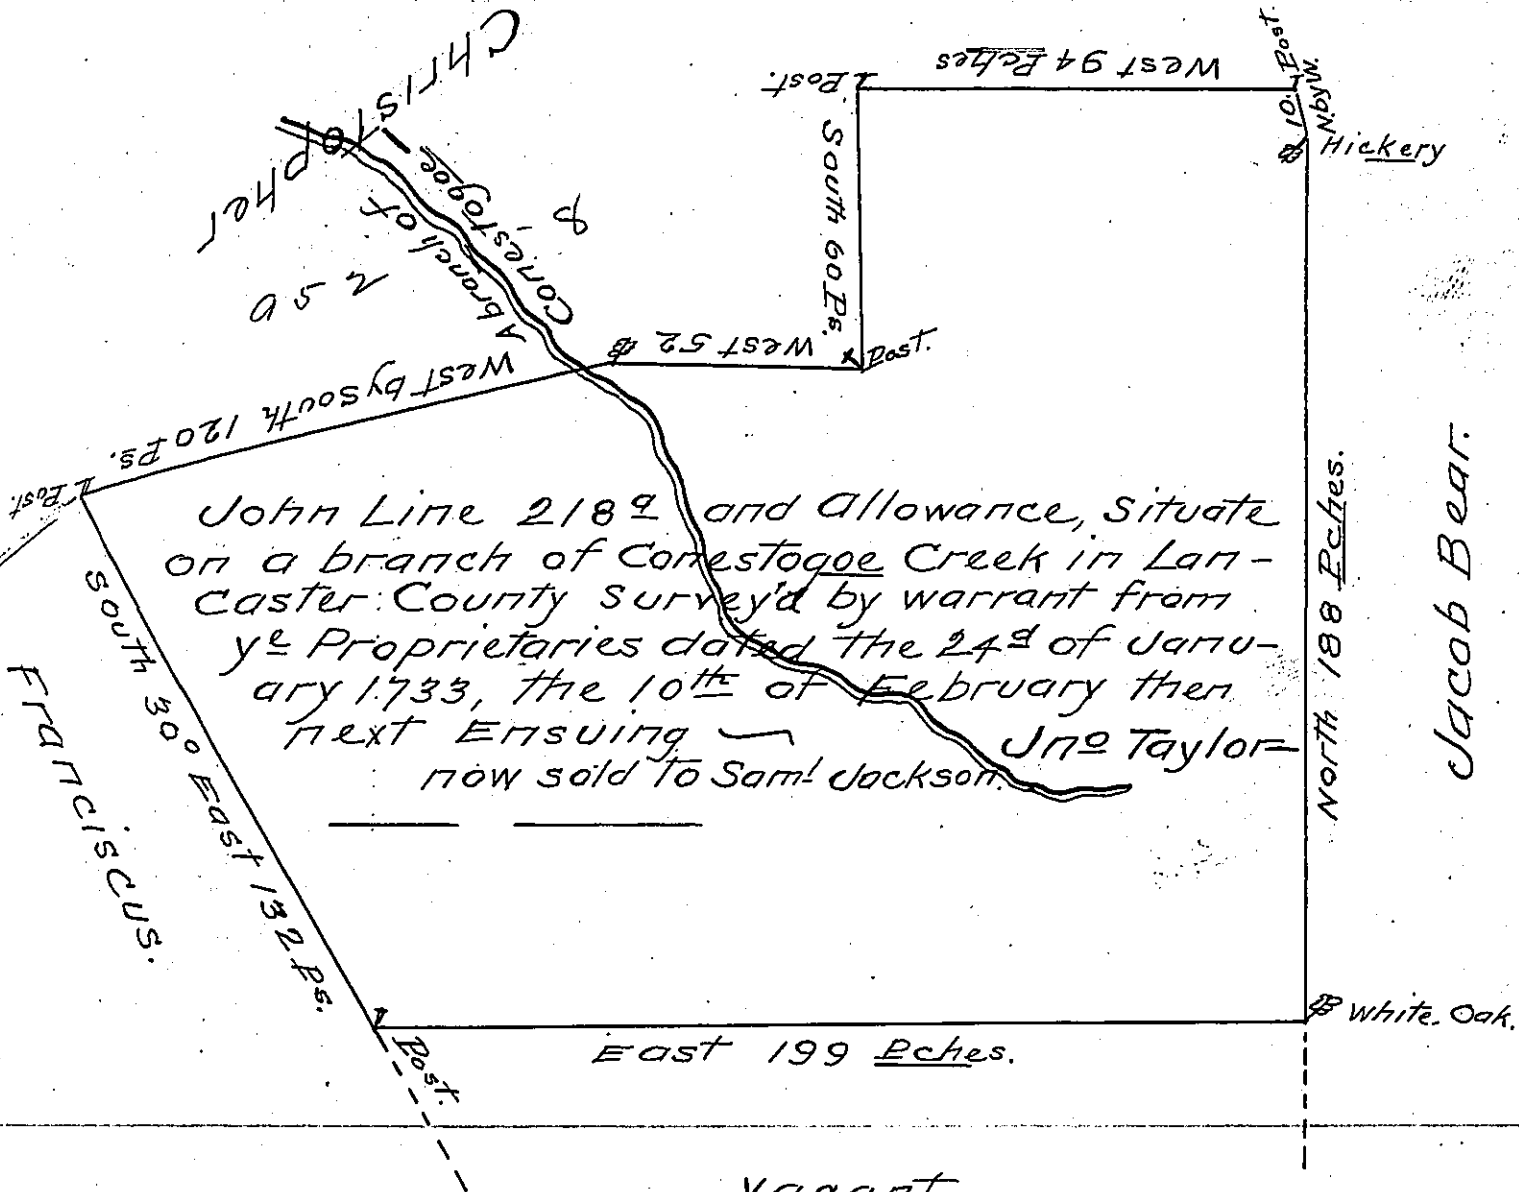 Christopher
West 94 Pches
Post.
Post.
10
N.byW.
Hickery
South 60 Ps.
Post.
West 52
A branch of
Conestogoe
West by South 120 Ps.
Post.
John Line 218a and Allowance, Situate
on a branch of Conestogoe Creek in Lan-
caster County Survey'd by warrant from
ye Proprietaries dated the 24d of Janu-
ary 1733, the 10th of February then
next Ensuing
Jno Taylor
now sold to Saml Jackson.
South 30° East 132 Ps.
Franciscus.
North 188 Pches.
Jacob Bear.
White Oak.
Post.
East 199 Pches.
Vacant